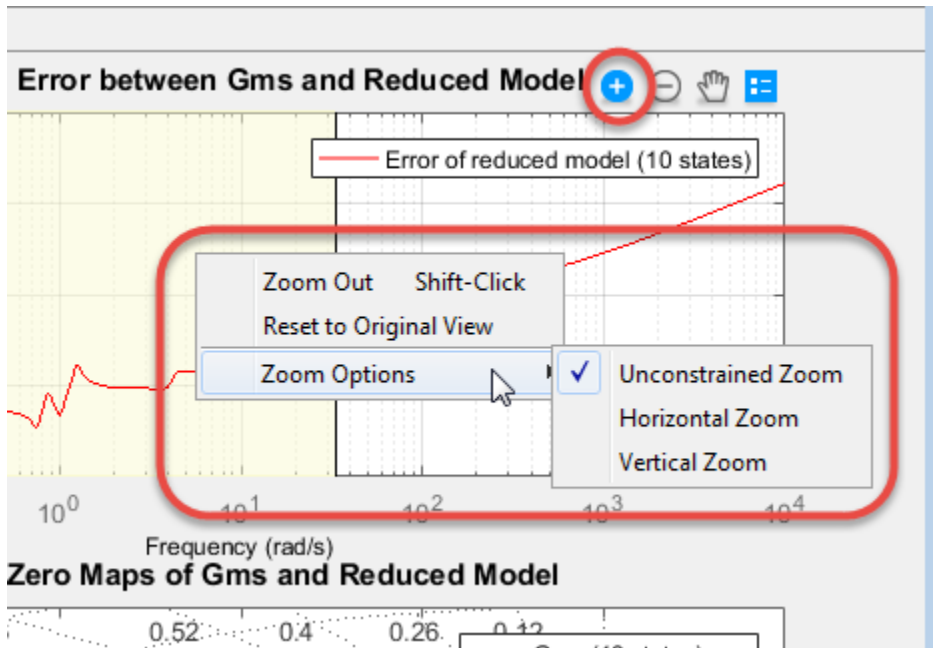 Error between Gms and Reduced Model
Error of reduced model (10 states)
Zoom Out Shift-Click
Reset to Original View
Zoom Options
Unconstrained Zoom
Horizontal Zoom
Vertical Zoom
10^0 10^1 10^2 10^3 10^4
Frequency (rad/s)
Zero Maps of Gms and Reduced Model
0.52 0.4 0.26 0.12